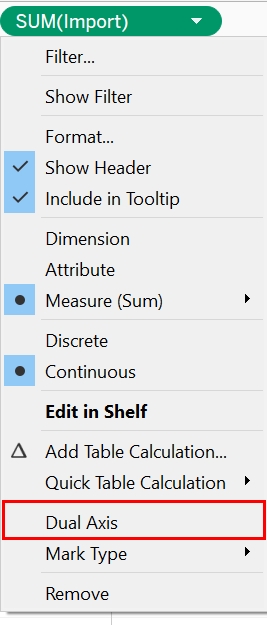 SUM(Import)
Filter...
Show Filter
Format...
Show Header
Include in Tooltip
Dimension
Attribute
Measure (Sum)
Discrete
Continuous
Edit in Shelf
Add Table Calculation...
Quick Table Calculation
Dual Axis
Mark Type
Remove